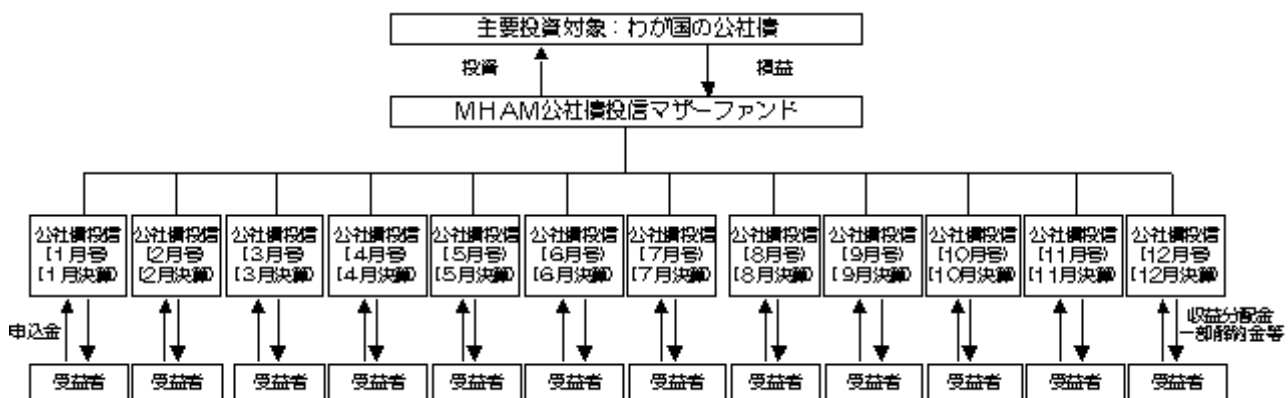 主要投資対象：わが国の公社債
投資
損益
MHAM公社債投信マザーファンド
公社債投信
[1月号]
[1月決算]
公社債投信
[2月号]
[2月決算]
公社債投信
[3月号]
[3月決算]
公社債投信
[4月号]
[4月決算]
公社債投信
[5月号]
[5月決算]
公社債投信
[6月号]
[6月決算]
公社債投信
[7月号]
[7月決算]
公社債投信
[8月号]
[8月決算]
公社債投信
[9月号]
[9月決算]
公社債投信
[10月号]
[10月決算]
公社債投信
[11月号]
[11月決算]
公社債投信
[12月号]
[12月決算]
申込金
収益分配金
一部解約金等
受益者
受益者
受益者
受益者
受益者
受益者
受益者
受益者
受益者
受益者
受益者
受益者